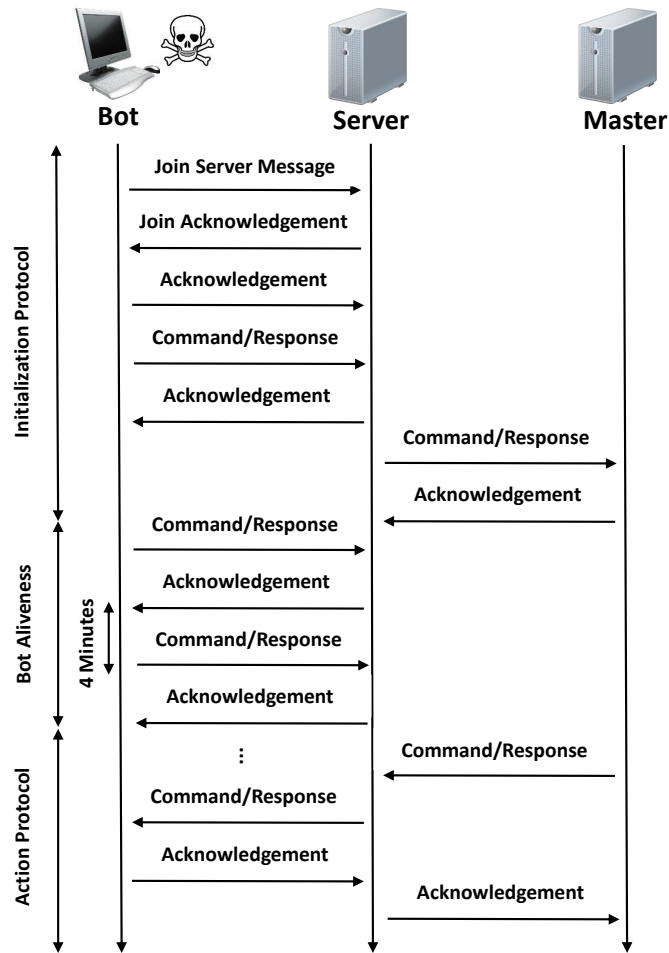 Bot
Server
Master
Initialization Protocol
Join Server Message
Join Acknowledgement
Acknowledgement
Command/Response
Acknowledgement
Command/Response
Acknowledgement
Bot Aliveness
4 Minutes
Command/Response
Acknowledgement
Command/Response
Acknowledgement
Action Protocol
Command/Response
...
Command/Response
Acknowledgement
Acknowledgement